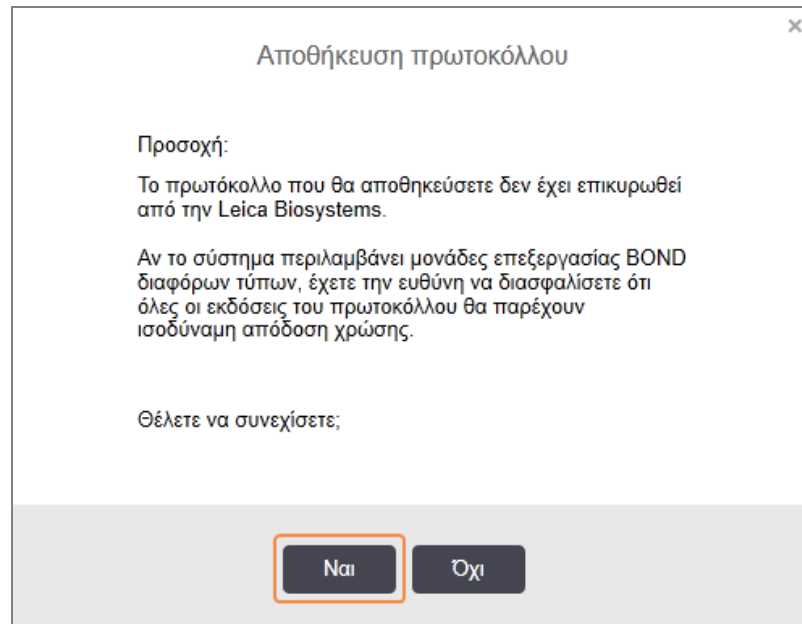 Αποθήκευση πρωτοκόλλου
Προσοχή:
Το πρωτόκολλο που θα αποθηκεύσετε δεν έχει επικυρωθεί
από την Leica Biosystems.
Αν το σύστημα περιλαμβάνει μονάδες επεξεργασίας BOND
διαφόρων τύπων, έχετε την ευθύνη να διασφαλίσετε ότι
όλες οι εκδόσεις του πρωτοκόλλου θα παρέχουν
ισοδύναμη απόδοση χρώσης.
Θέλετε να συνεχίσετε;
Ναι Όχι